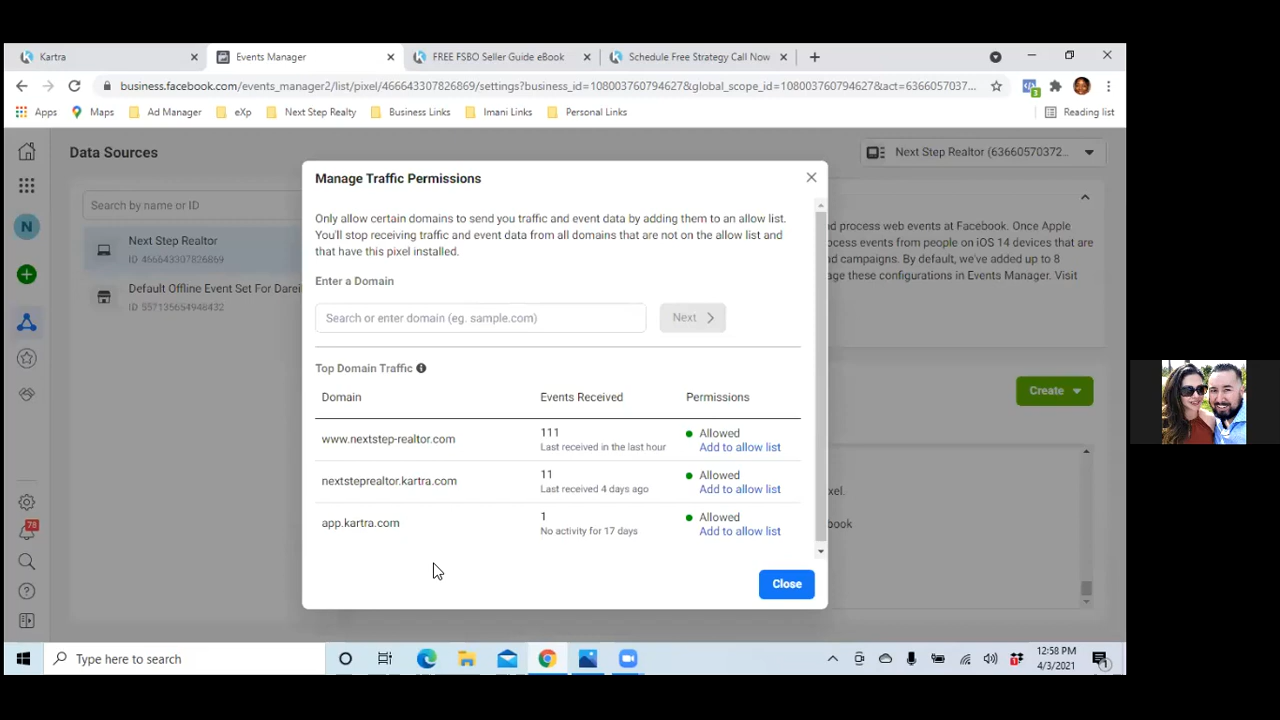 Kartra
Events Manager
FREE FSBO Seller Guide eBook
Schedule Free Strategy Call Now
business.facebook.com/events_manager2/list/pixel/466643307826869/settings?business_id=108003760794627&global_scope_id=108003760794627&act=6366057037...
3
Apps
Maps
Ad Manager
eXp
Next Step Realty
Business Links
Imani Links
Personal Links
Reading list
Data Sources
Next Step Realtor (63660570372...
Search by name or ID
N
Next Step Realtor
ID 466643307826869
Default Offline Event Set For Dareil
ID 557135654948432
d process web events at Facebook. Once Apple
ocess events from people on iOS 14 devices that are
d campaigns. By default, we've added up to 8
age these configurations in Events Manager. Visit
Create
xel.
book
78
Manage Traffic Permissions
Only allow certain domains to send you traffic and event data by adding them to an allow list.
You'll stop receiving traffic and event data from all domains that are not on the allow list and
that have this pixel installed.
Enter a Domain
Search or enter domain (eg. sample.com)
Next
Top Domain Traffic
Domain
Events Received
Permissions
www.nextstep-realtor.com
111
Last received in the last hour
Allowed
Add to allow list
nextsteprealtor.kartra.com
11
Last received 4 days ago
Allowed
Add to allow list
app.kartra.com
1
No activity for 17 days
Allowed
Add to allow list
Close
Type here to search
12:58 PM
4/3/2021
1